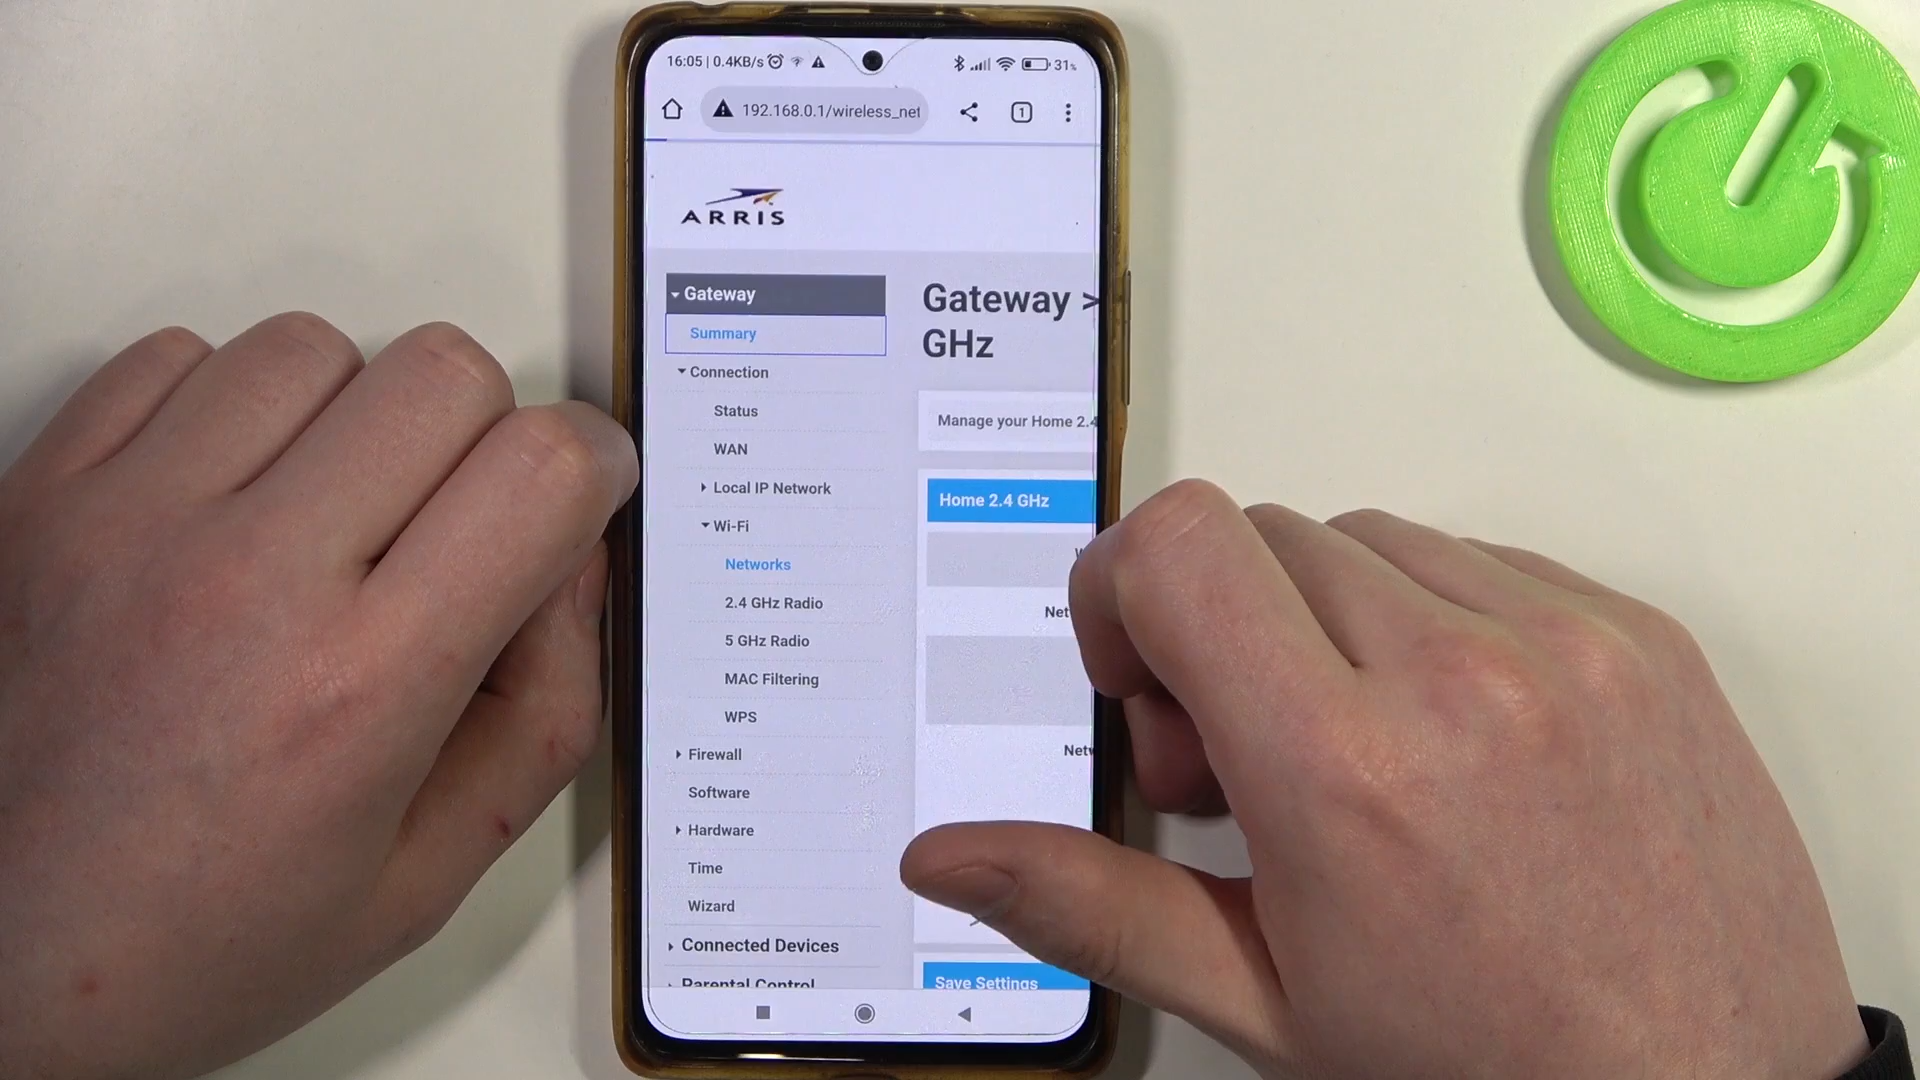 16:05 | 0.4KB/s
31%
192.168.0.1/wireless_net
1
ARRIS
Gateway
Summary
Connection
Status
WAN
Local IP Network
Wi-Fi
Networks
2.4 GHz Radio
5 GHz Radio
MAC Filtering
WPS
Firewall
Software
Hardware
Time
Wizard
Connected Devices
Parental Control
Gateway >
GHz
Manage your Home 2.4
Home 2.4 GHz
Net
Netw
Save Settings